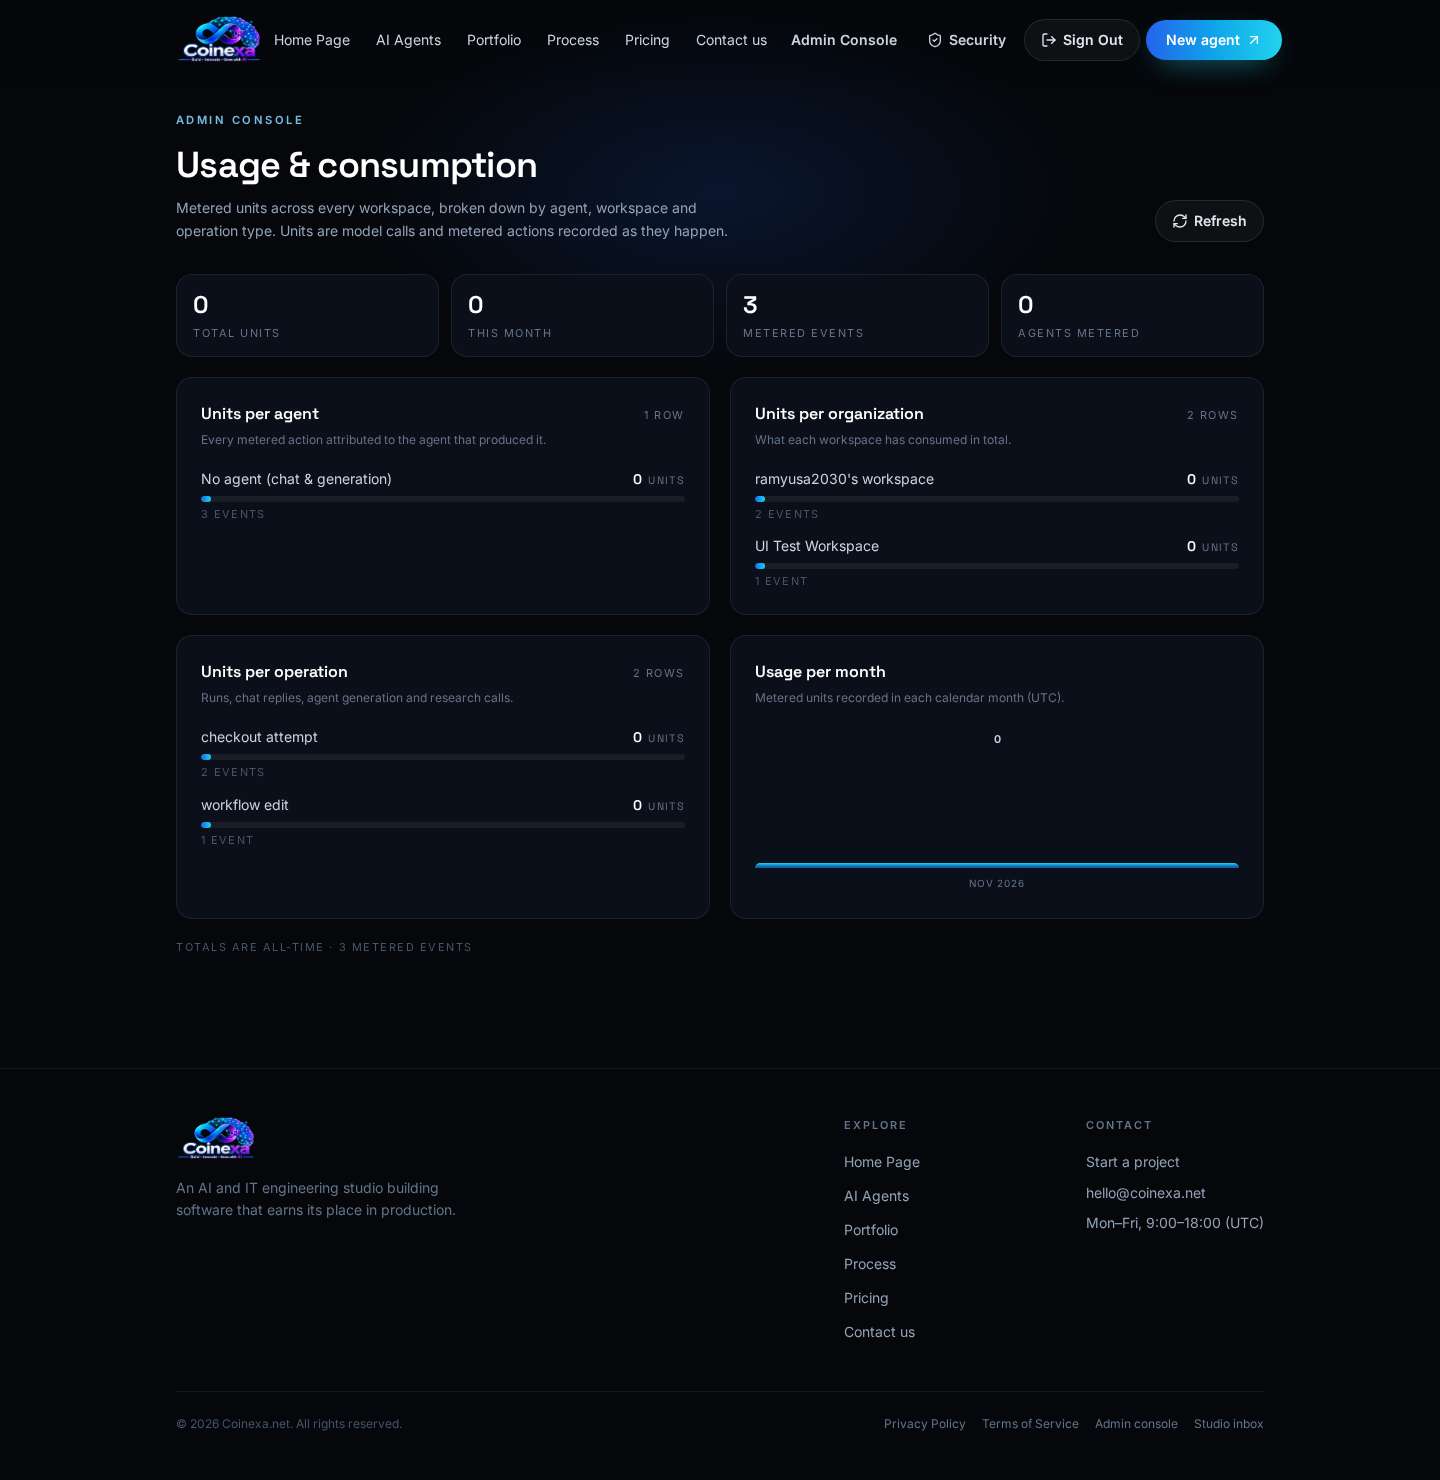 Coinexa
Home Page
AI Agents
Portfolio
Process
Pricing
Contact us
Admin Console
Security
Sign Out
New agent
ADMIN CONSOLE
Usage & consumption
Metered units across every workspace, broken down by agent, workspace and
operation type. Units are model calls and metered actions recorded as they happen.
Refresh
0
TOTAL UNITS
0
THIS MONTH
3
METERED EVENTS
0
AGENTS METERED
Units per agent
1 ROW
Every metered action attributed to the agent that produced it.
No agent (chat & generation)
0 UNITS
3 EVENTS
Units per organization
2 ROWS
What each workspace has consumed in total.
ramyusa2030's workspace
0 UNITS
2 EVENTS
UI Test Workspace
0 UNITS
1 EVENT
Units per operation
2 ROWS
Runs, chat replies, agent generation and research calls.
checkout attempt
0 UNITS
2 EVENTS
workflow edit
0 UNITS
1 EVENT
Usage per month
Metered units recorded in each calendar month (UTC).
0
NOV 2026
TOTALS ARE ALL-TIME · 3 METERED EVENTS
Coinexa
An AI and IT engineering studio building
software that earns its place in production.
EXPLORE
Home Page
AI Agents
Portfolio
Process
Pricing
Contact us
CONTACT
Start a project
hello@coinexa.net
Mon–Fri, 9:00–18:00 (UTC)
© 2026 Coinexa.net. All rights reserved.
Privacy Policy
Terms of Service
Admin console
Studio inbox